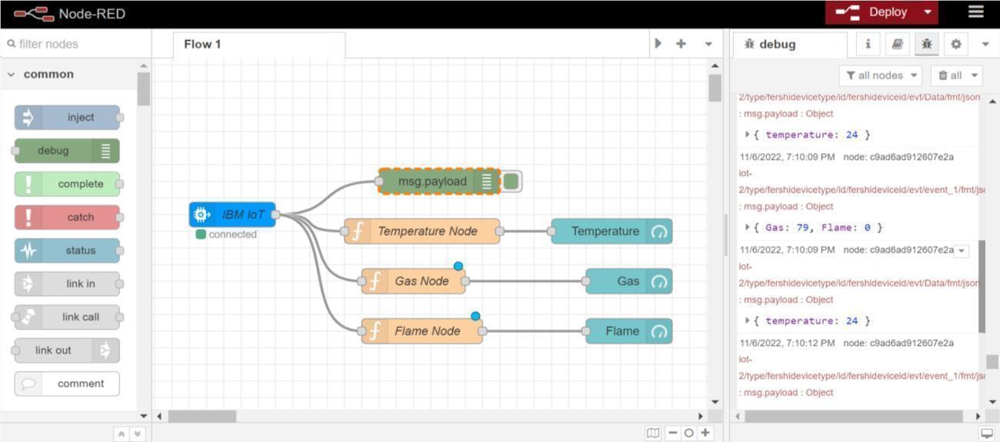 Node-RED
Deploy
filter nodes
Flow 1
debug
i
common
all nodes
all
inject
debug
complete
catch
status
link in
link call
link out
comment
msg.payload
IBM IoT
connected
f Temperature Node
Temperature
f Gas Node
Gas
f Flame Node
Flame
2/type/fershidevicetype/id/fershideviceid/evt/Data/fmt/json
: msg.payload : Object
{ temperature: 24 }
11/6/2022, 7:10:09 PM node: c9ad6ad912607e2a
iot-
2/type/fershidevicetype/id/fershideviceid/evt/event_1/fmt/jso
: msg.payload : Object
{ Gas: 79, Flame: 0 }
11/6/2022, 7:10:09 PM node: c9ad6ad912607e2a
iot-
2/type/fershidevicetype/id/fershideviceid/evt/Data/fmt/json
: msg.payload : Object
{ temperature: 24 }
11/6/2022, 7:10:12 PM node: c9ad6ad912607e2a
iot-
2/type/fershidevicetype/id/fershideviceid/evt/event_1/fmt/jso
: msg.payload : Object